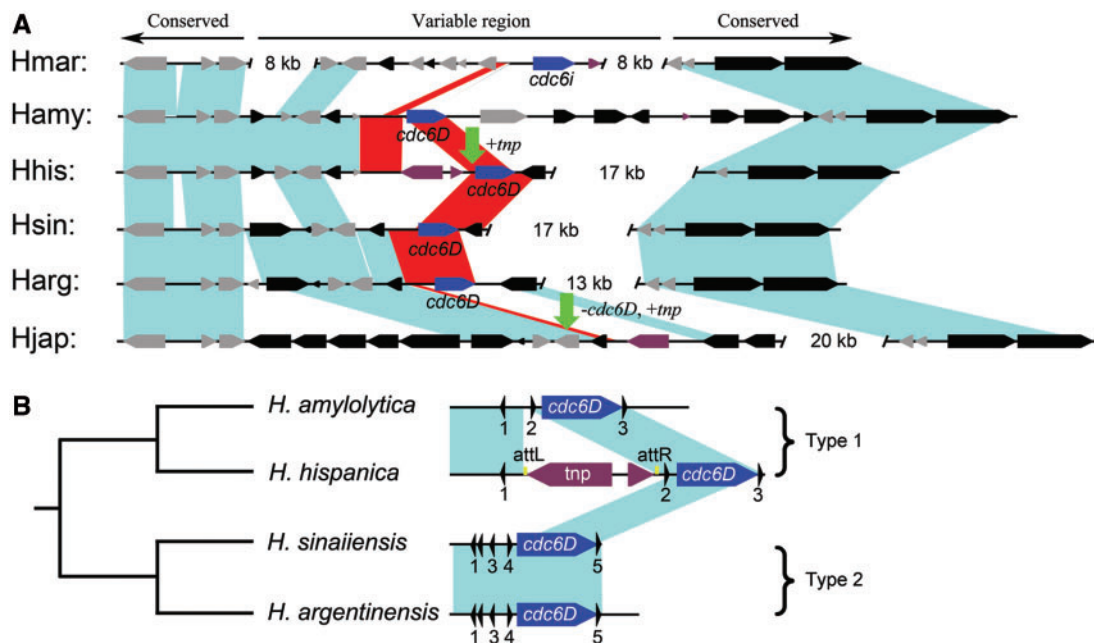 A
Conserved Variable region Conserved
Hmar: 8 kb 8 kb
cdc6i
Hamy:
cdc6D
+tnp
Hhis: 17 kb
cdc6D
Hsin: 17 kb
cdc6D
Harg: 13 kb
cdc6D
-cdc6D, +tnp
Hjap: 20 kb
B
H. amylolytica cdc6D
1 2 3
Type 1
attL attR
H. hispanica tnp cdc6D
1 2 3
H. sinaiiensis cdc6D
1 3 4 5
Type 2
H. argentinensis cdc6D
1 3 4 5